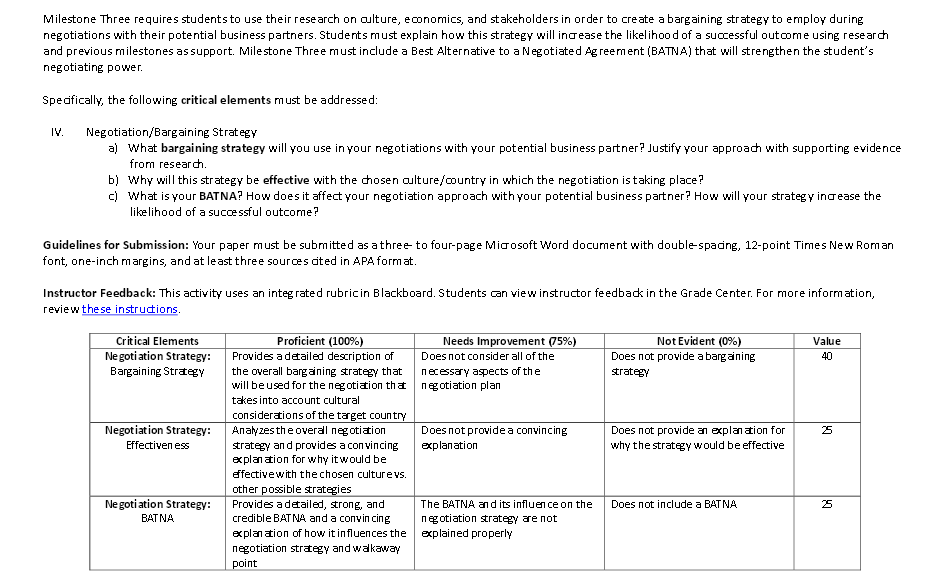 Milestone Three requires students to use their research on culture, economics, and stakeholders in order to create a bargaining strategy to employ during
negotiations with their potential business partners. Students must explain how this strategy will increase the likelihood of a successful outcome using research
and previous milestones as support. Milestone Three must include a Best Alternative to a Negotiated Agreement (BATNA) that will strengthen the student's
negotiating power.
Specifically, the following critical elements must be addressed:
IV. Negotiation/Bargaining Strategy
a) What bargaining strategy will you use in your negotiations with your potential business partner? Justify your approach with supporting evidence
from research.
b) Why will this strategy be effective with the chosen culture/country in which the negotiation is taking place?
c) What is your BATNA? How does it affect your negotiation approach with your potential business partner? How will your strategy increase the
likelihood of a successful outcome?
Guidelines for Submission: Your paper must be submitted as a three- to four-page Microsoft Word document with double-spacing, 12-point Times New Roman
font, one-inch margins, and at least three sources cited in APA format.
Instructor Feedback: This activity uses an integrated rubric in Blackboard. Students can view instructor feedback in the Grade Center. For more information,
review these instructions.
Critical Elements Proficient (100%) Needs Improvement (75%) Not Evident (0%) Value
Negotiation Strategy: Provides a detailed description of Does not consider all of the Does not provide a bargaining 40
Bargaining Strategy the overall bargaining strategy that necessary aspects of the strategy
will be used for the negotiation that negotiation plan
takes into account cultural
considerations of the target country
Negotiation Strategy: Analyzes the overall negotiation Does not provide a convincing Does not provide an explanation for 25
Effectiveness strategy and provides a convincing explanation why the strategy would be effective
explanation for why it would be
effective with the chosen culture vs.
other possible strategies
Negotiation Strategy: Provides a detailed, strong, and The BATNA and its influence on the Does not include a BATNA 25
BATNA credible BATNA and a convincing negotiation strategy are not
explanation of how it influences the explained properly
negotiation strategy and walkaway
point